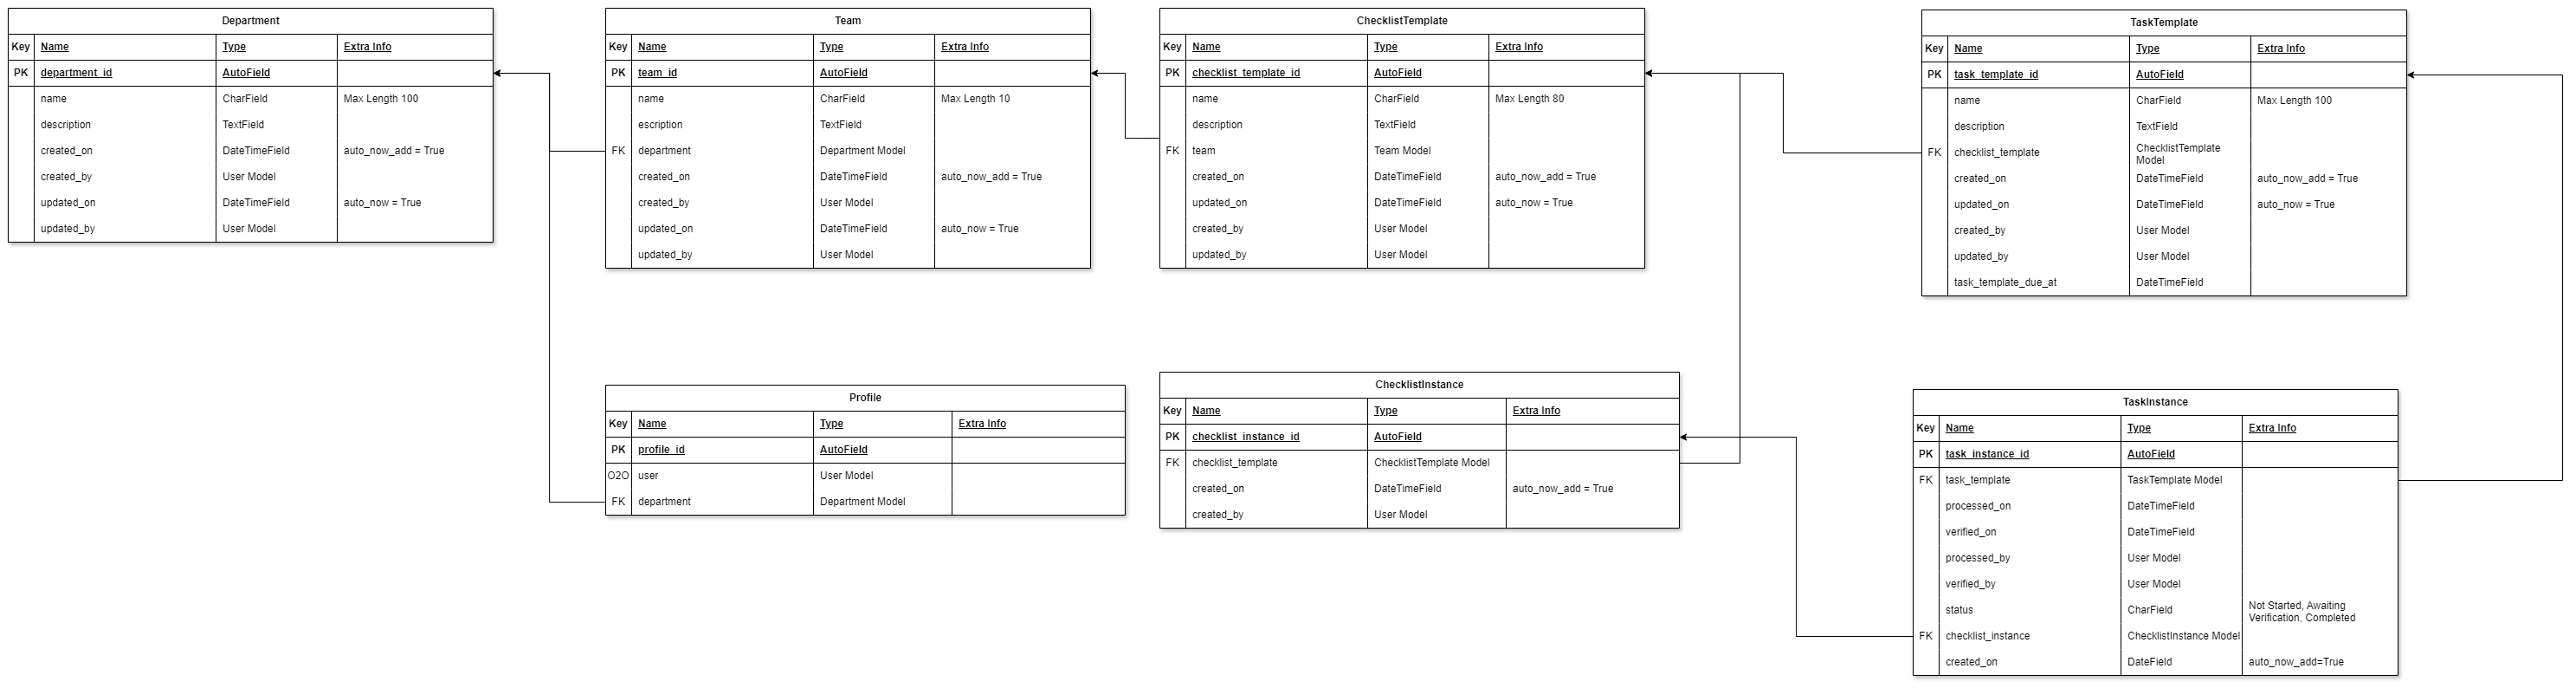 Department
Key Name Type Extra Info
PK department_id AutoField
name CharField Max Length 100
description TextField
created_on DateTimeField auto_now_add = True
created_by User Model
updated_on DateTimeField auto_now = True
updated_by User Model
Team
Key Name Type Extra Info
PK team_id AutoField
name CharField Max Length 10
escription TextField
FK department Department Model
created_on DateTimeField auto_now_add = True
created_by User Model
updated_on DateTimeField auto_now = True
updated_by User Model
ChecklistTemplate
Key Name Type Extra Info
PK checklist_template_id AutoField
name CharField Max Length 80
description TextField
FK team Team Model
created_on DateTimeField auto_now_add = True
updated_on DateTimeField auto_now = True
created_by User Model
updated_by User Model
TaskTemplate
Key Name Type Extra Info
PK task_template_id AutoField
name CharField Max Length 100
description TextField
FK checklist_template ChecklistTemplate
Model
created_on DateTimeField auto_now_add = True
updated_on DateTimeField auto_now = True
created_by User Model
updated_by User Model
task_template_due_at DateTimeField
Profile
Key Name Type Extra Info
PK profile_id AutoField
O2O user User Model
FK department Department Model
ChecklistInstance
Key Name Type Extra Info
PK checklist_instance_id AutoField
FK checklist_template ChecklistTemplate Model
created_on DateTimeField auto_now_add = True
created_by User Model
TaskInstance
Key Name Type Extra Info
PK task_instance_id AutoField
FK task_template TaskTemplate Model
processed_on DateTimeField
verified_on DateTimeField
processed_by User Model
verified_by User Model
status CharField Not Started, Awaiting
Verification, Completed
FK checklist_instance ChecklistInstance Model
created_on DateField auto_now_add=True